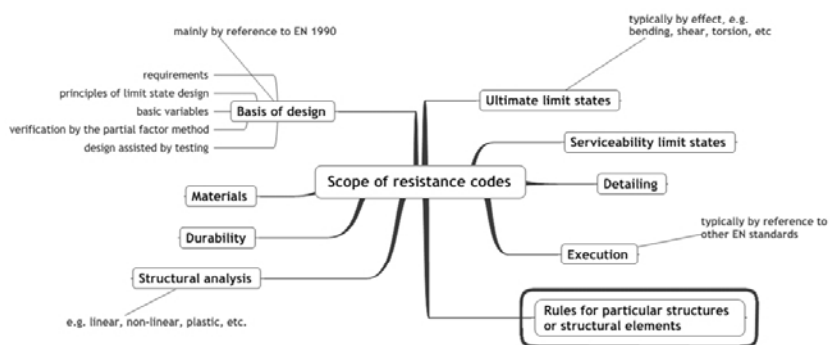 mainly by reference to EN 1990
requirements
principles of limit state design
basic variables
verification by the partial factor method
design assisted by testing
Basis of design
Materials
Durability
Structural analysis
e.g. linear, non-linear, plastic, etc.
Scope of resistance codes
typically by effect, e.g.
bending, shear, torsion, etc
Ultimate limit states
Serviceability limit states
Detailing
typically by reference to
other EN standards
Execution
Rules for particular structures
or structural elements